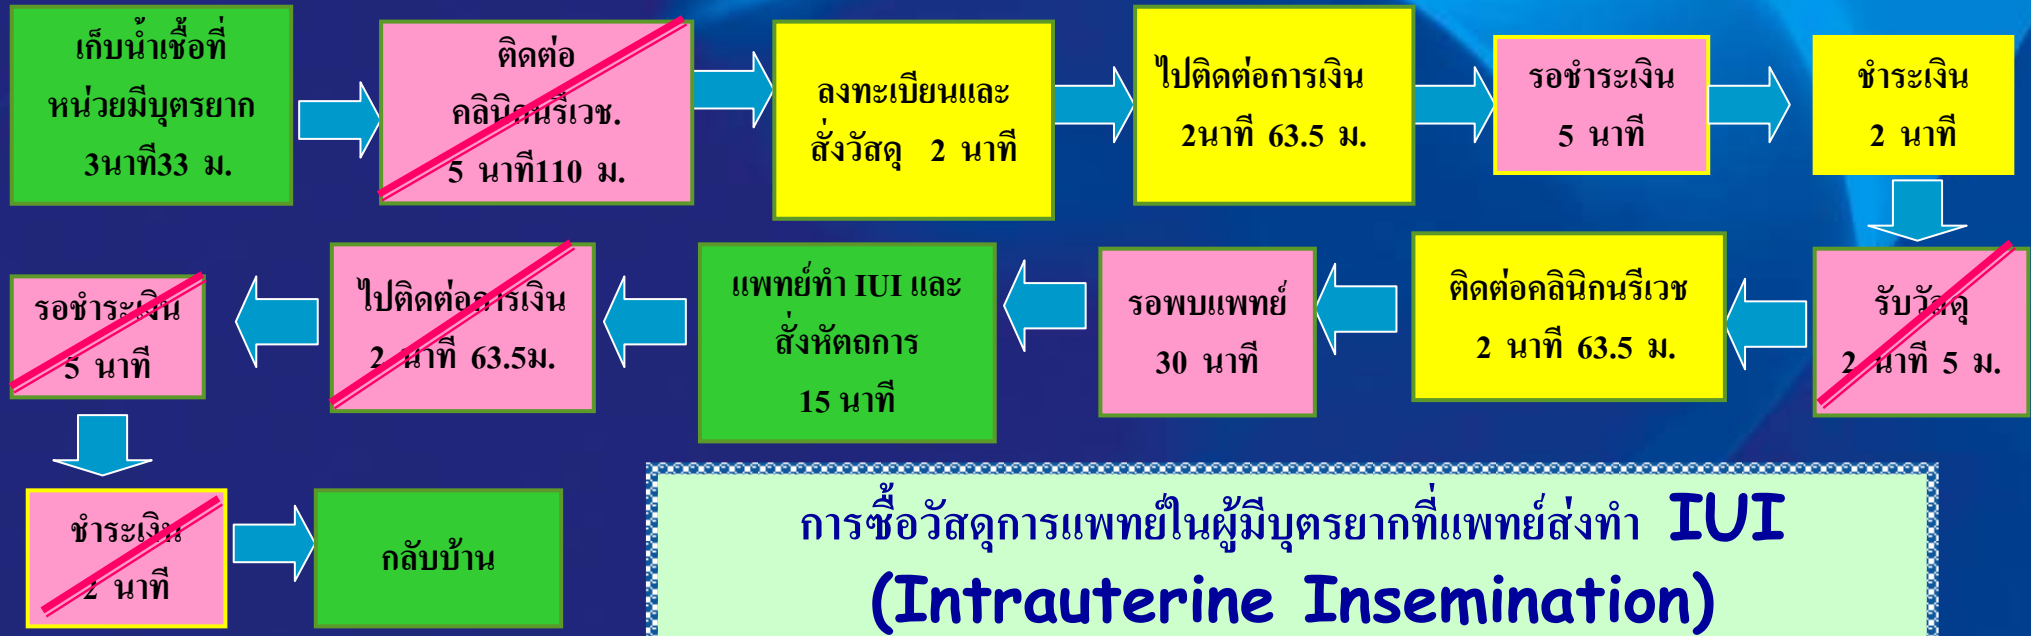 เก็บน้ำเชื้อที่
หน่วยมีบุตรยาก
3นาที33 ม.
ติดต่อ
คลินิกนรีเวช.
5 นาที110 ม.
ลงทะเบียนและ
สั่งวัสดุ 2 นาที
ไปติดต่อการเงิน
2นาที 63.5 ม.
รอชำระเงิน
5 นาที
ชำระเงิน
2 นาที
รับวัสดุ
2 นาที 5 ม.
ติดต่อคลินิกนรีเวช
2 นาที 63.5 ม.
รอพบแพทย์
30 นาที
แพทย์ทำ IUI และ
สั่งหัตถการ
15 นาที
ไปติดต่อการเงิน
2 นาที 63.5ม.
รอชำระเงิน
5 นาที
ชำระเงิน
2 นาที
กลับบ้าน
การซื้อวัสดุการแพทย์ในผู้มีบุตรยากที่แพทย์ส่งทำ IUI
(Intrauterine Insemination)